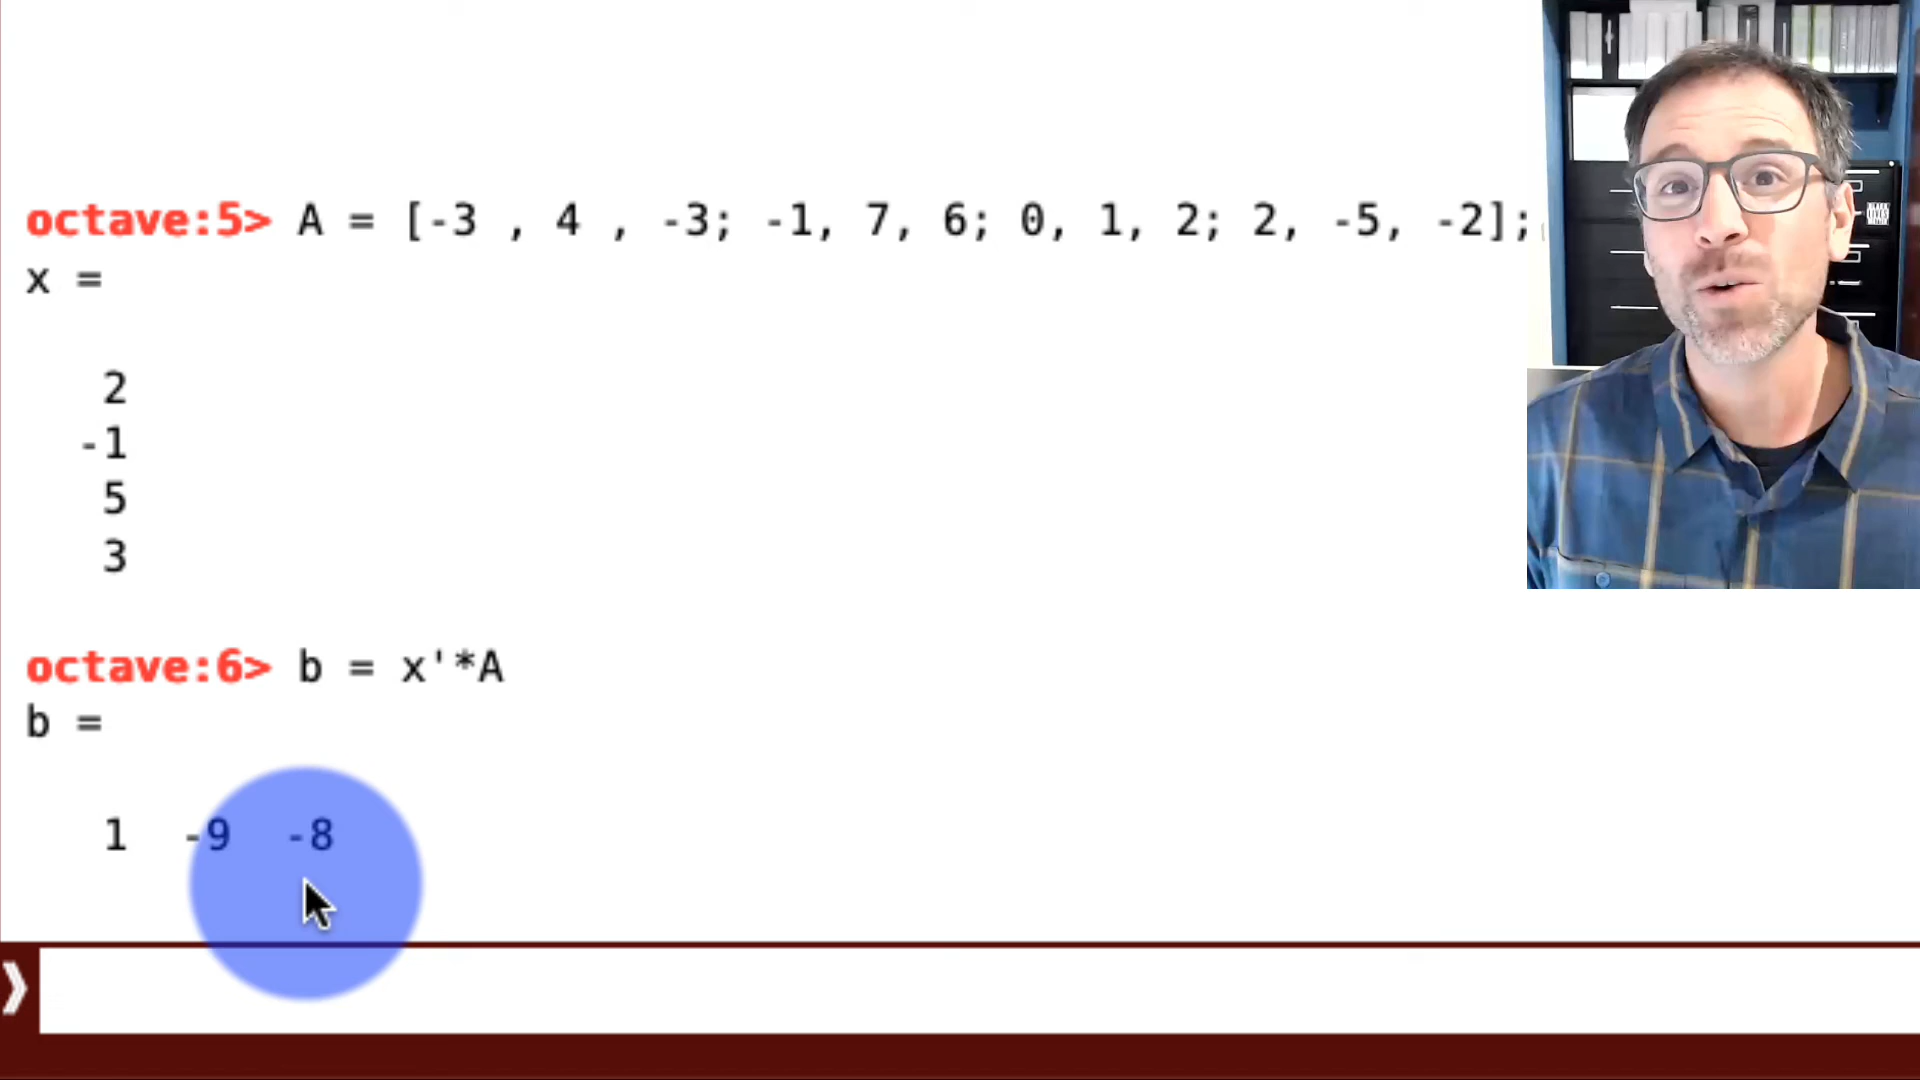 octave:5> A = [-3 , 4 , -3; -1, 7, 6; 0, 1, 2; 2, -5, -2];
x =
2
-1
5
3
octave:6> b = x'*A
b =
1 -9 -8